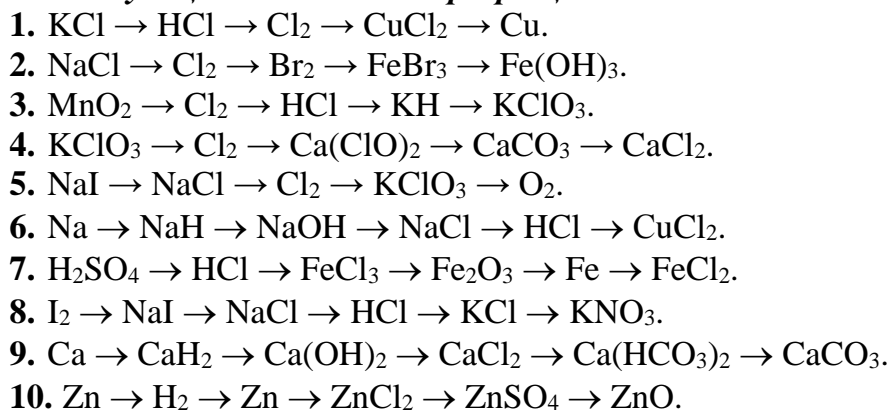 1. KCl → HCl → Cl₂ → CuCl₂ → Cu.
2. NaCl → Cl₂ → Br₂ → FeBr₃ → Fe(OH)₃.
3. MnO₂ → Cl₂ → HCl → KH → KClO₃.
4. KClO₃ → Cl₂ → Ca(ClO)₂ → CaCO₃ → CaCl₂.
5. NaI → NaCl → Cl₂ → KClO₃ → O₂.
6. Na → NaH → NaOH → NaCl → HCl → CuCl₂.
7. H₂SO₄ → HCl → FeCl₃ → Fe₂O₃ → Fe → FeCl₂.
8. I₂ → NaI → NaCl → HCl → KCl → KNO₃.
9. Ca → CaH₂ → Ca(OH)₂ → CaCl₂ → Ca(HCO₃)₂ → CaCO₃.
10. Zn → H₂ → Zn → ZnCl₂ → ZnSO₄ → ZnO.